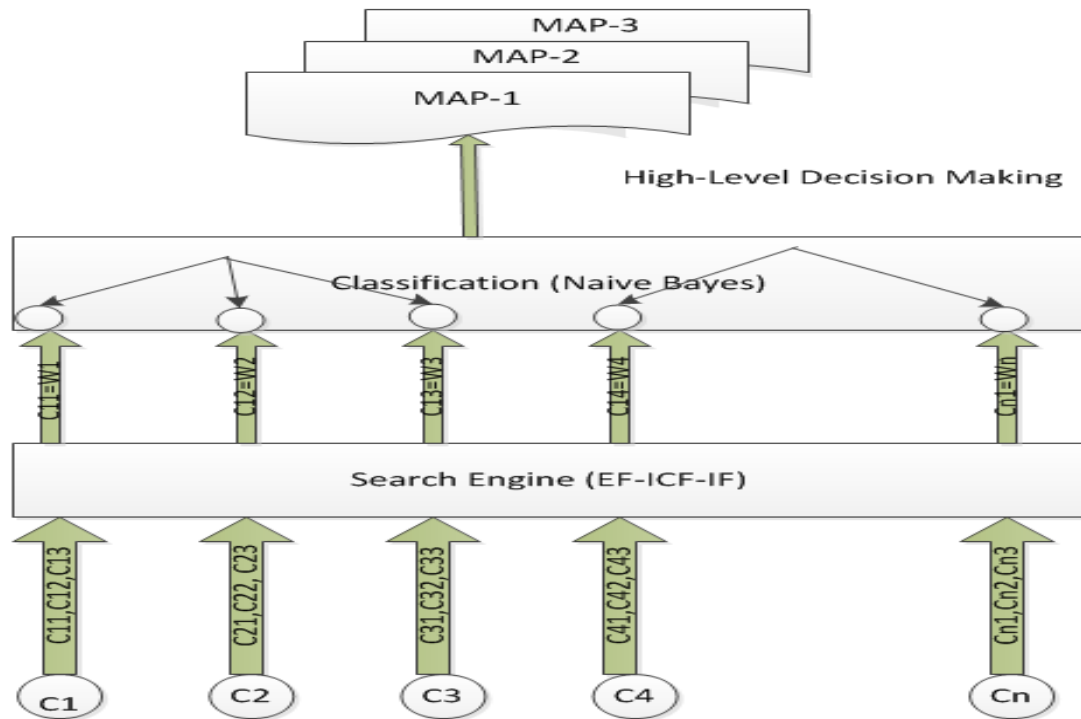 MAP-3
MAP-2
MAP-1
High-Level Decision Making
Classification (Naive Bayes)
C11=W1
C12=W2
C13=W3
C14=W4
Cn1=Wn
Search Engine (EF-ICF-IF)
C11,C12,C13
C21,C22, C23
C31,C32,C33
C41,C42,C43
Cn1,Cn2,Cn3
C1
C2
C3
C4
Cn